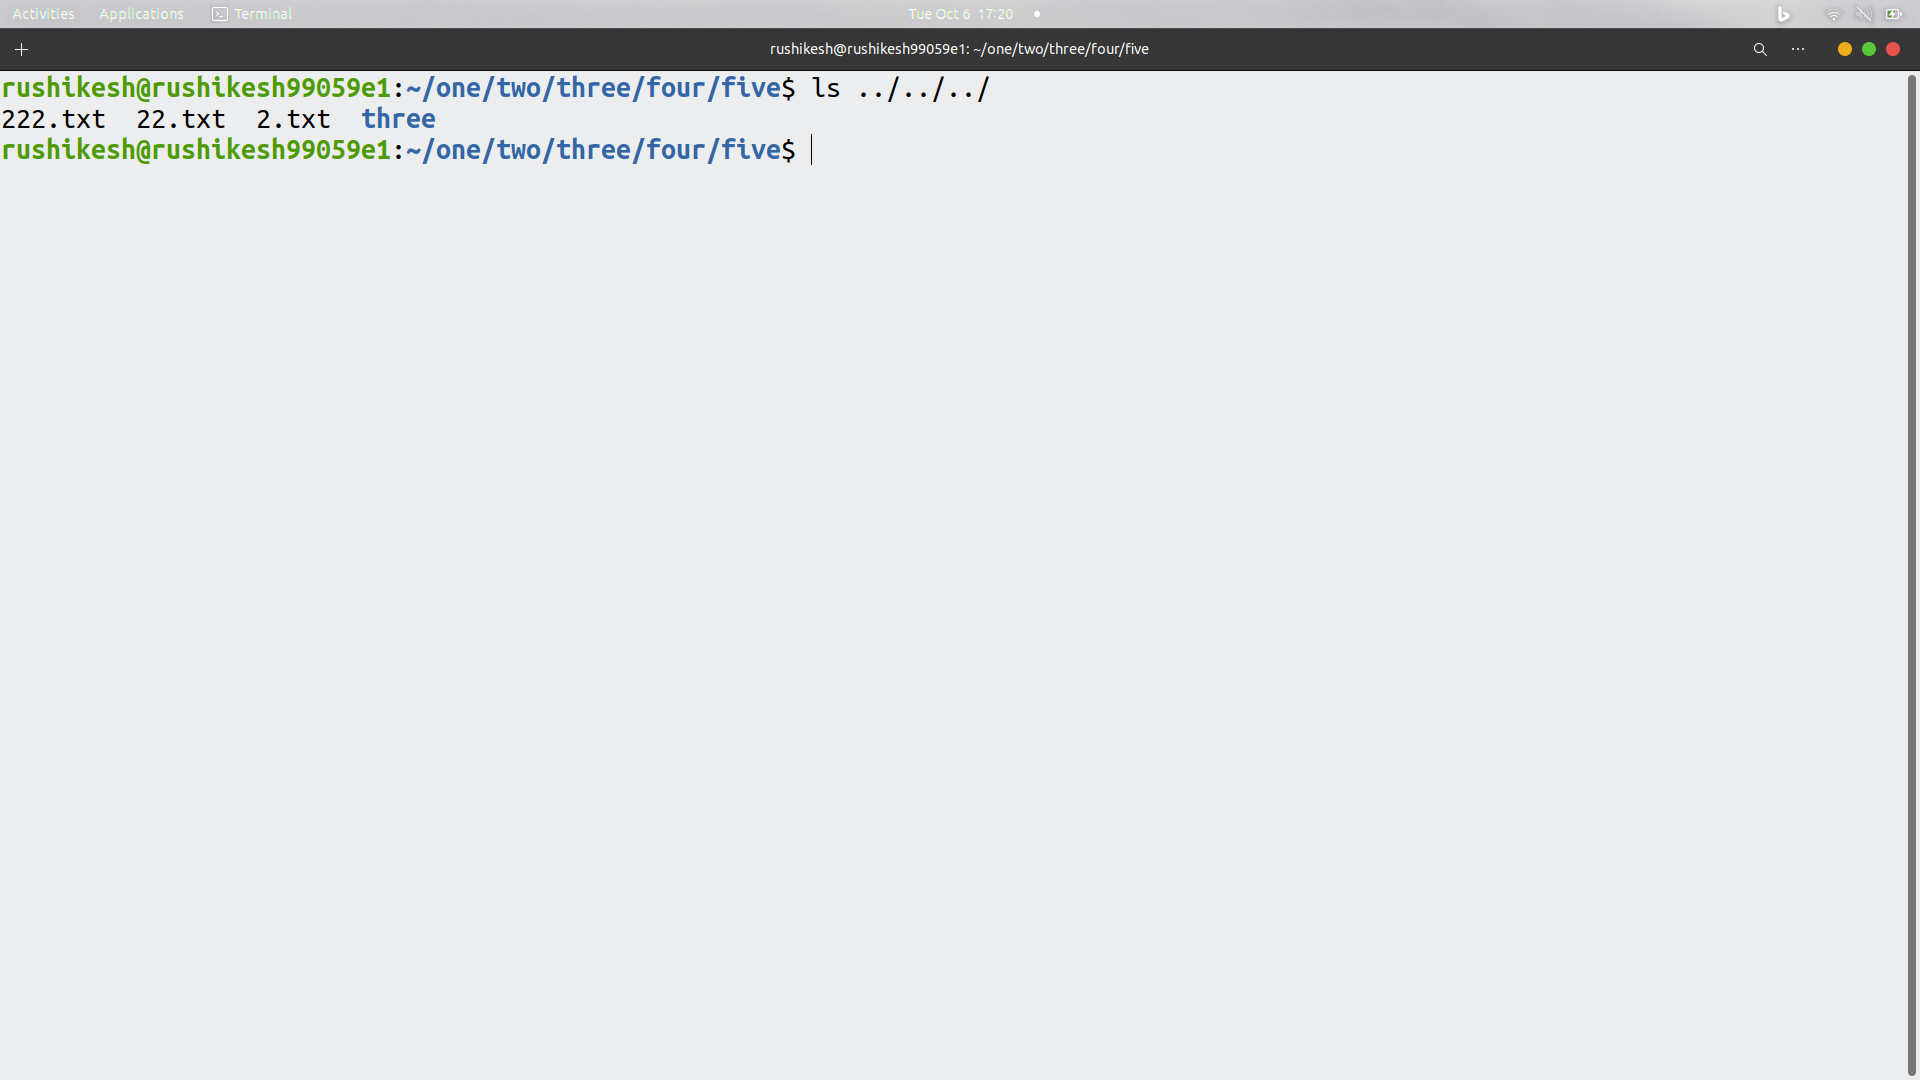 Activities Applications Terminal Tue Oct 6 17:20
rushikesh@rushikesh99059e1: ~/one/two/three/four/five
rushikesh@rushikesh99059e1:~/one/two/three/four/five$ ls ../../../
222.txt  22.txt  2.txt  three
rushikesh@rushikesh99059e1:~/one/two/three/four/five$